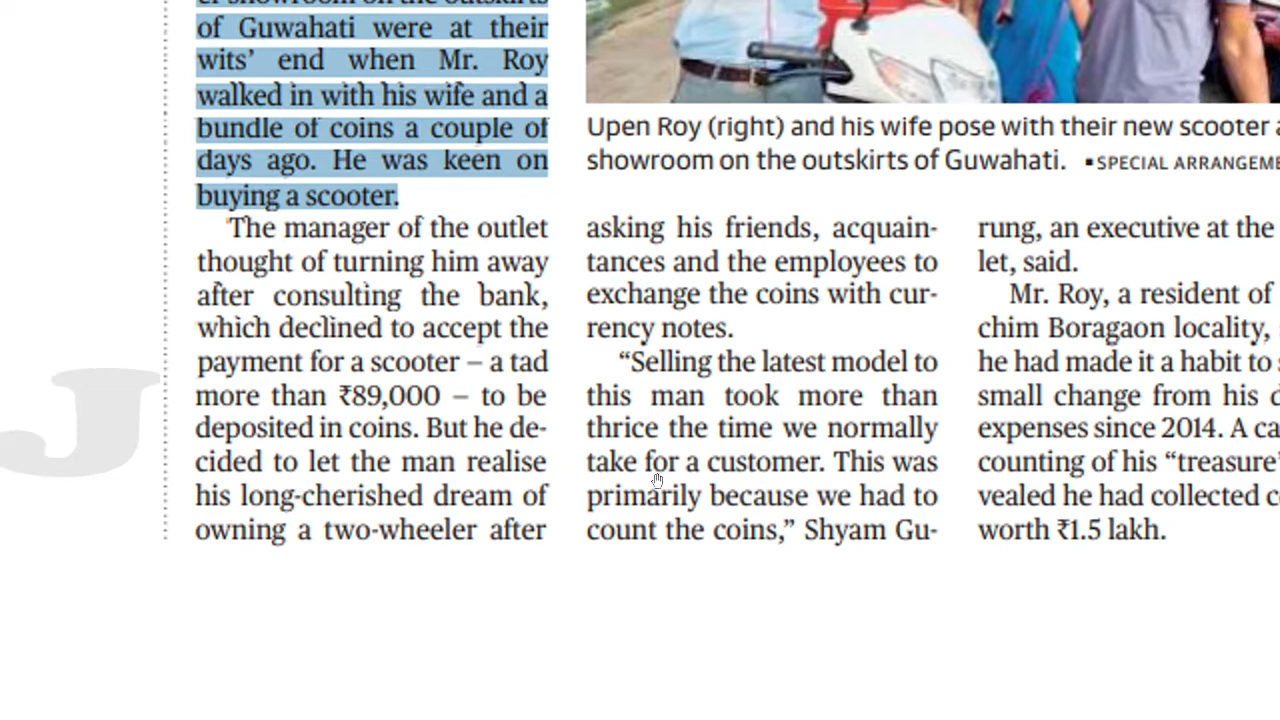 of Guwahati were at their
wits’ end when Mr. Roy
walked in with his wife and a
bundle of coins a couple of
days ago. He was keen on
buying a scooter.
The manager of the outlet
thought of turning him away
after consulting the bank,
which declined to accept the
payment for a scooter – a tad
more than ₹89,000 – to be
deposited in coins. But he de-
cided to let the man realise
his long-cherished dream of
owning a two-wheeler after
Upen Roy (right) and his wife pose with their new scooter
showroom on the outskirts of Guwahati. ▪SPECIAL ARRANGEME
asking his friends, acquain-
tances and the employees to
exchange the coins with cur-
rency notes.
“Selling the latest model to
this man took more than
thrice the time we normally
take for a customer. This was
primarily because we had to
count the coins,” Shyam Gu-
rung, an executive at the
let, said.
Mr. Roy, a resident of
chim Boragaon locality,
he had made it a habit to
small change from his
expenses since 2014. A
counting of his “treasure”
vealed he had collected
worth ₹1.5 lakh.
J